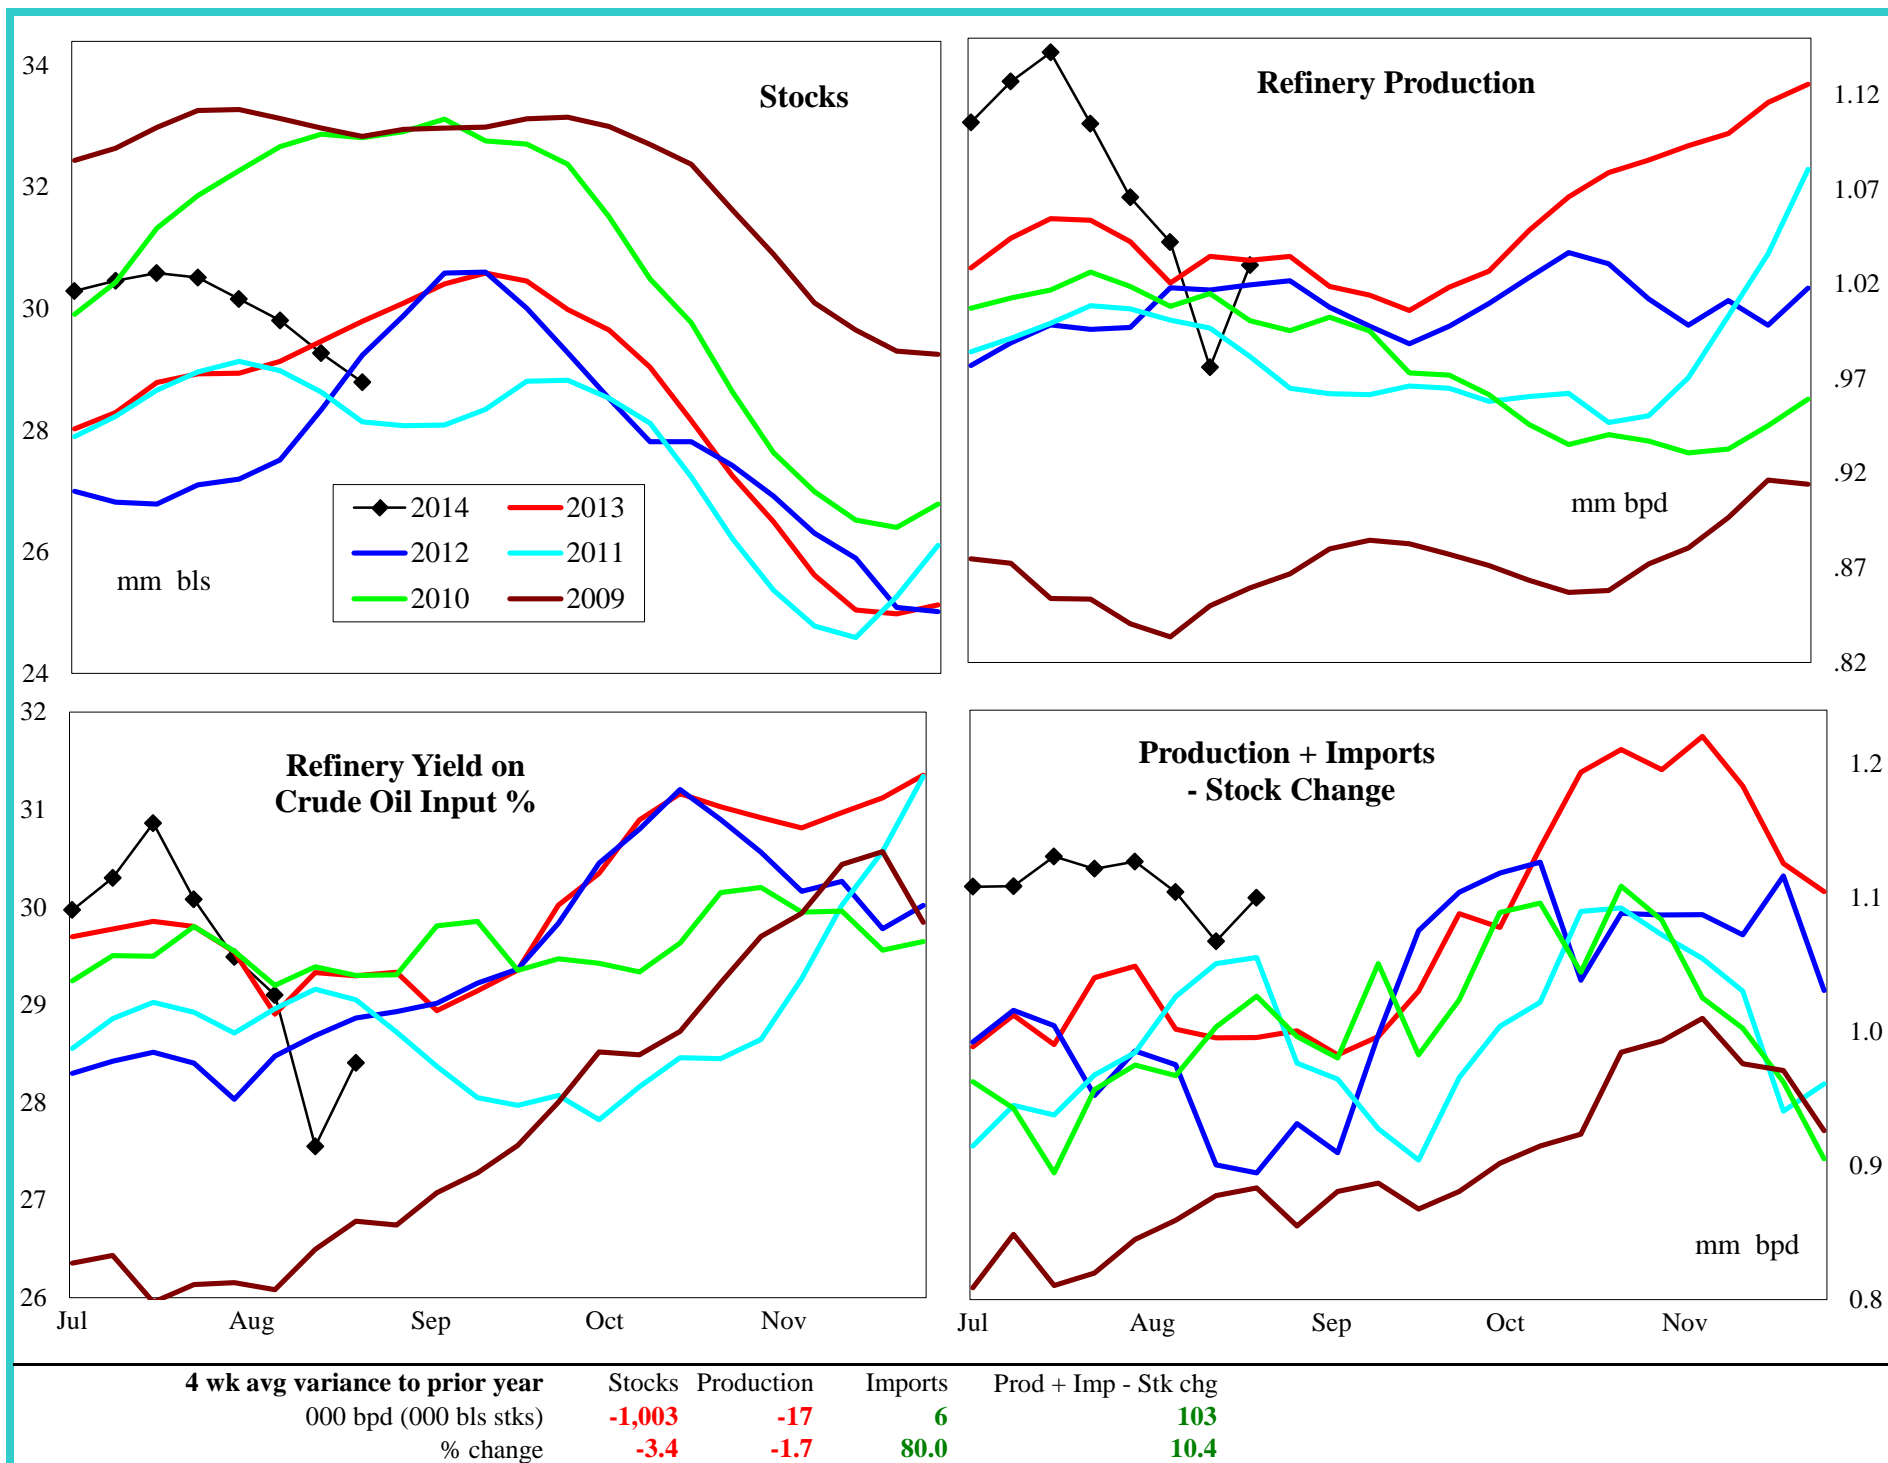 Stocks
34
32
30
28
26
24
mm bls
2014
2013
2012
2011
2010
2009
Refinery Production
1.12
1.07
1.02
.97
.92
.87
.82
mm bpd
Refinery Yield on
Crude Oil Input %
32
31
30
29
28
27
26
Jul Aug Sep Oct Nov
Production + Imports
- Stock Change
1.2
1.1
1.0
0.9
0.8
mm bpd
Jul Aug Sep Oct Nov
4 wk avg variance to prior year Stocks Production Imports Prod + Imp - Stk chg
000 bpd (000 bls stks) -1,003 -17 6 103
% change -3.4 -1.7 80.0 10.4